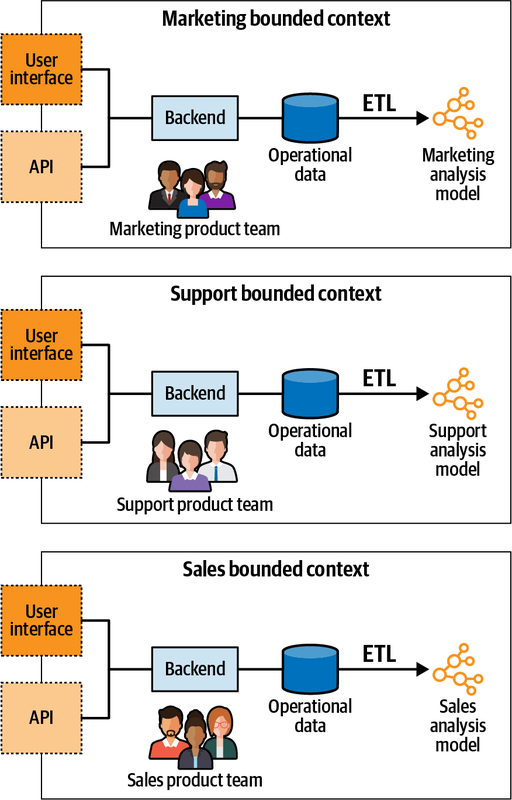 Marketing bounded context
User
interface
API
Backend
ETL
Operational
data
Marketing
analysis
model
Marketing product team
Support bounded context
User
interface
API
Backend
ETL
Operational
data
Support
analysis
model
Support product team
Sales bounded context
User
interface
API
Backend
ETL
Operational
data
Sales
analysis
model
Sales product team